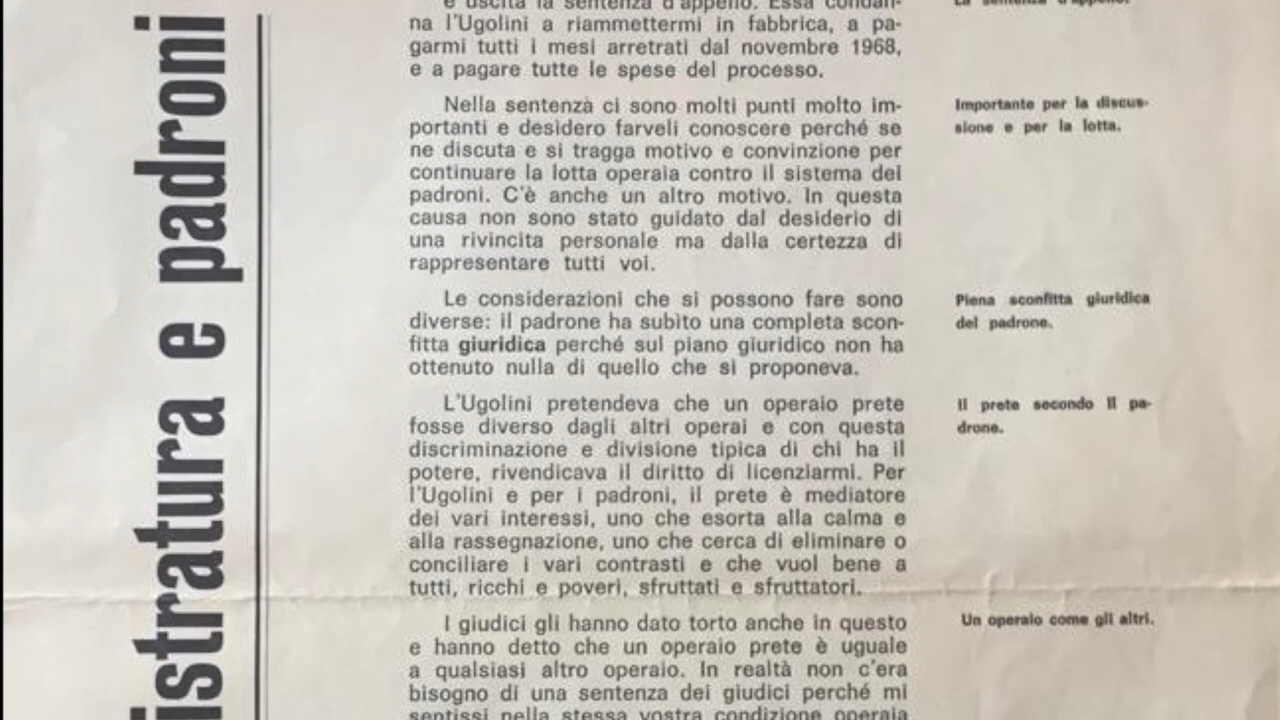 istratura e padroni
è uscita la sentenza d'appello. Essa condan-
na l'Ugolini a riammettermi in fabbrica, a pa-
garmi tutti i mesi arretrati dal novembre 1968,
e a pagare tutte le spese del processo.
La sentenza d'appello.
Nella sentenza ci sono molti punti molto im-
portanti e desidero farveli conoscere perché se
ne discuta e si tragga motivo e convinzione per
continuare la lotta operaia contro il sistema dei
padroni. C'è anche un altro motivo. In questa
causa non sono stato guidato dal desiderio di
una rivincita personale ma dalla certezza di
rappresentare tutti voi.
Importante per la discus-
sione e per la lotta.
Le considerazioni che si possono fare sono
diverse: il padrone ha subìto una completa scon-
fitta giuridica perché sul piano giuridico non ha
ottenuto nulla di quello che si proponeva.
Piena sconfitta giuridica
del padrone.
L'Ugolini pretendeva che un operaio prete
fosse diverso dagli altri operai e con questa
discriminazione e divisione tipica di chi ha il
potere, rivendicava il diritto di licenziarmi. Per
l'Ugolini e per i padroni, il prete è mediatore
dei vari interessi, uno che esorta alla calma e
alla rassegnazione, uno che cerca di eliminare o
conciliare i vari contrasti e che vuol bene a
tutti, ricchi e poveri, sfruttati e sfruttatori.
Il prete secondo il pa-
drone.
I giudici gli hanno dato torto anche in questo
e hanno detto che un operaio prete è uguale
a qualsiasi altro operaio. In realtà non c'era
bisogno di una sentenza dei giudici perché mi
sentissi nella stessa vostra condizione operaia
Un operaio come gli altri.